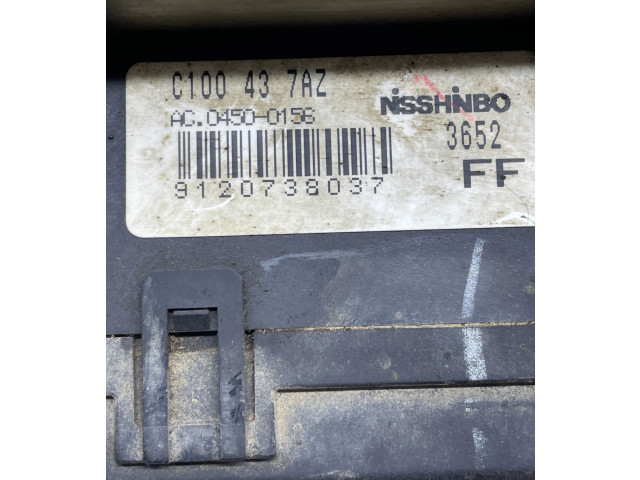 C100 43 7AZ NISSHINBO
AC.0450-0156 3652
9120738037 FF